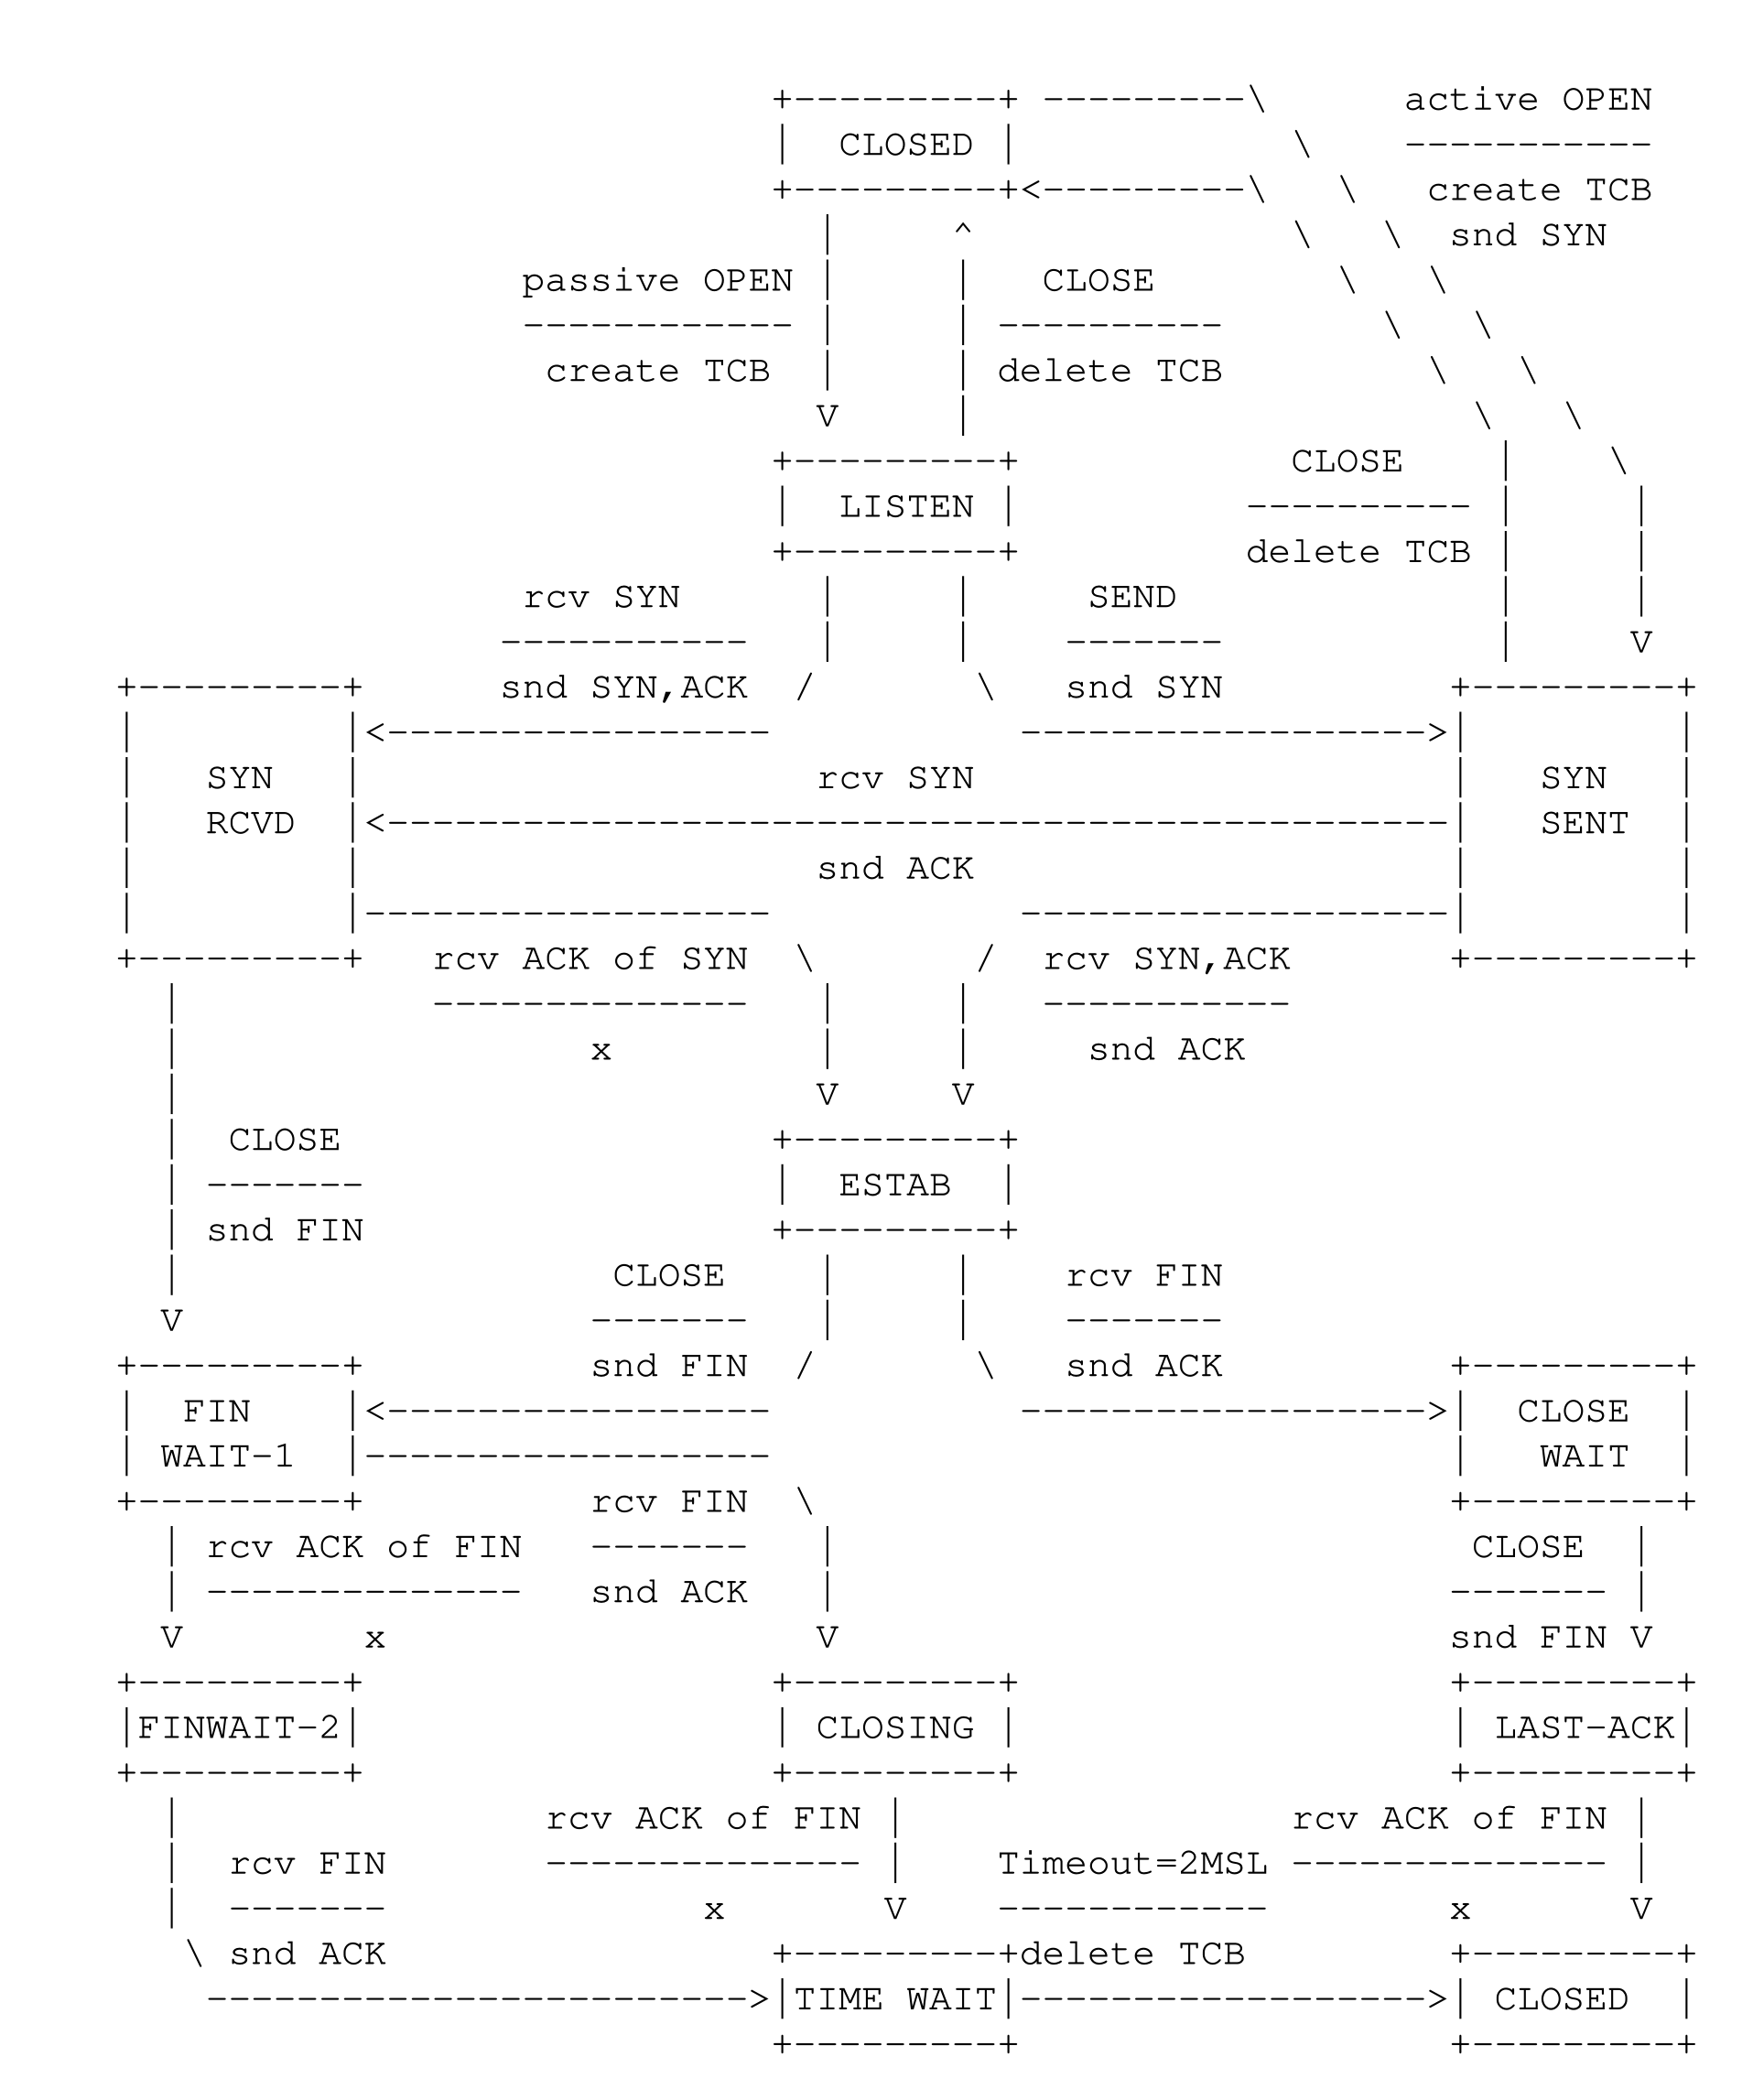 +---------+ ---------\      active OPEN
                             |  CLOSED |            \    -----------
                             +---------+<---------\   \   create TCB
                               |     ^              \   \  snd SYN
                  passive OPEN |     |   CLOSE        \   \
                  ------------ |     | ----------       \   \
                   create TCB  |     | delete TCB         \   \
                               V     |                      \   \
                             +---------+            CLOSE    |    \
                             |  LISTEN |          ---------- |     |
                             +---------+          delete TCB |     |
                  rcv SYN      |     |     SEND              |     |
                 -----------   |     |    -------            |     V
+---------+      snd SYN,ACK  /       \   snd SYN          +---------+
|         |<-----------------           ------------------>|         |
|   SYN   |                    rcv SYN                     |   SYN   |
|   RCVD  |<-----------------------------------------------|   SENT  |
|         |                    snd ACK                     |         |
|         |------------------           -------------------|         |
+---------+   rcv ACK of SYN  \       /  rcv SYN,ACK       +---------+
  |           --------------   |     |   -----------
  |                  x         |     |     snd ACK
  |                            V     V
  |  CLOSE                   +---------+
  | -------                  |  ESTAB  |
  | snd FIN                  +---------+
  |                   CLOSE    |     |    rcv FIN
  V                  -------   |     |    -------
+---------+          snd FIN  /       \   snd ACK          +---------+
|  FIN    |<-----------------           ------------------>|  CLOSE  |
| WAIT-1  |------------------                              |   WAIT  |
+---------+          rcv FIN  \                            +---------+
  | rcv ACK of FIN   -------   |                            CLOSE  |
  | --------------   snd ACK   |                           ------- |
  V        x                   V                           snd FIN V
+---------+                  +---------+                   +---------+
|FINWAIT-2|                  | CLOSING |                   | LAST-ACK|
+---------+                  +---------+                   +---------+
  |                rcv ACK of FIN |                 rcv ACK of FIN |
  |  rcv FIN       -------------- |    Timeout=2MSL -------------- |
  |  -------              x       V    ------------        x       V
   \ snd ACK                 +---------+delete TCB         +---------+
    ------------------------>|TIME WAIT|------------------>| CLOSED  |
                             +---------+                   +---------+